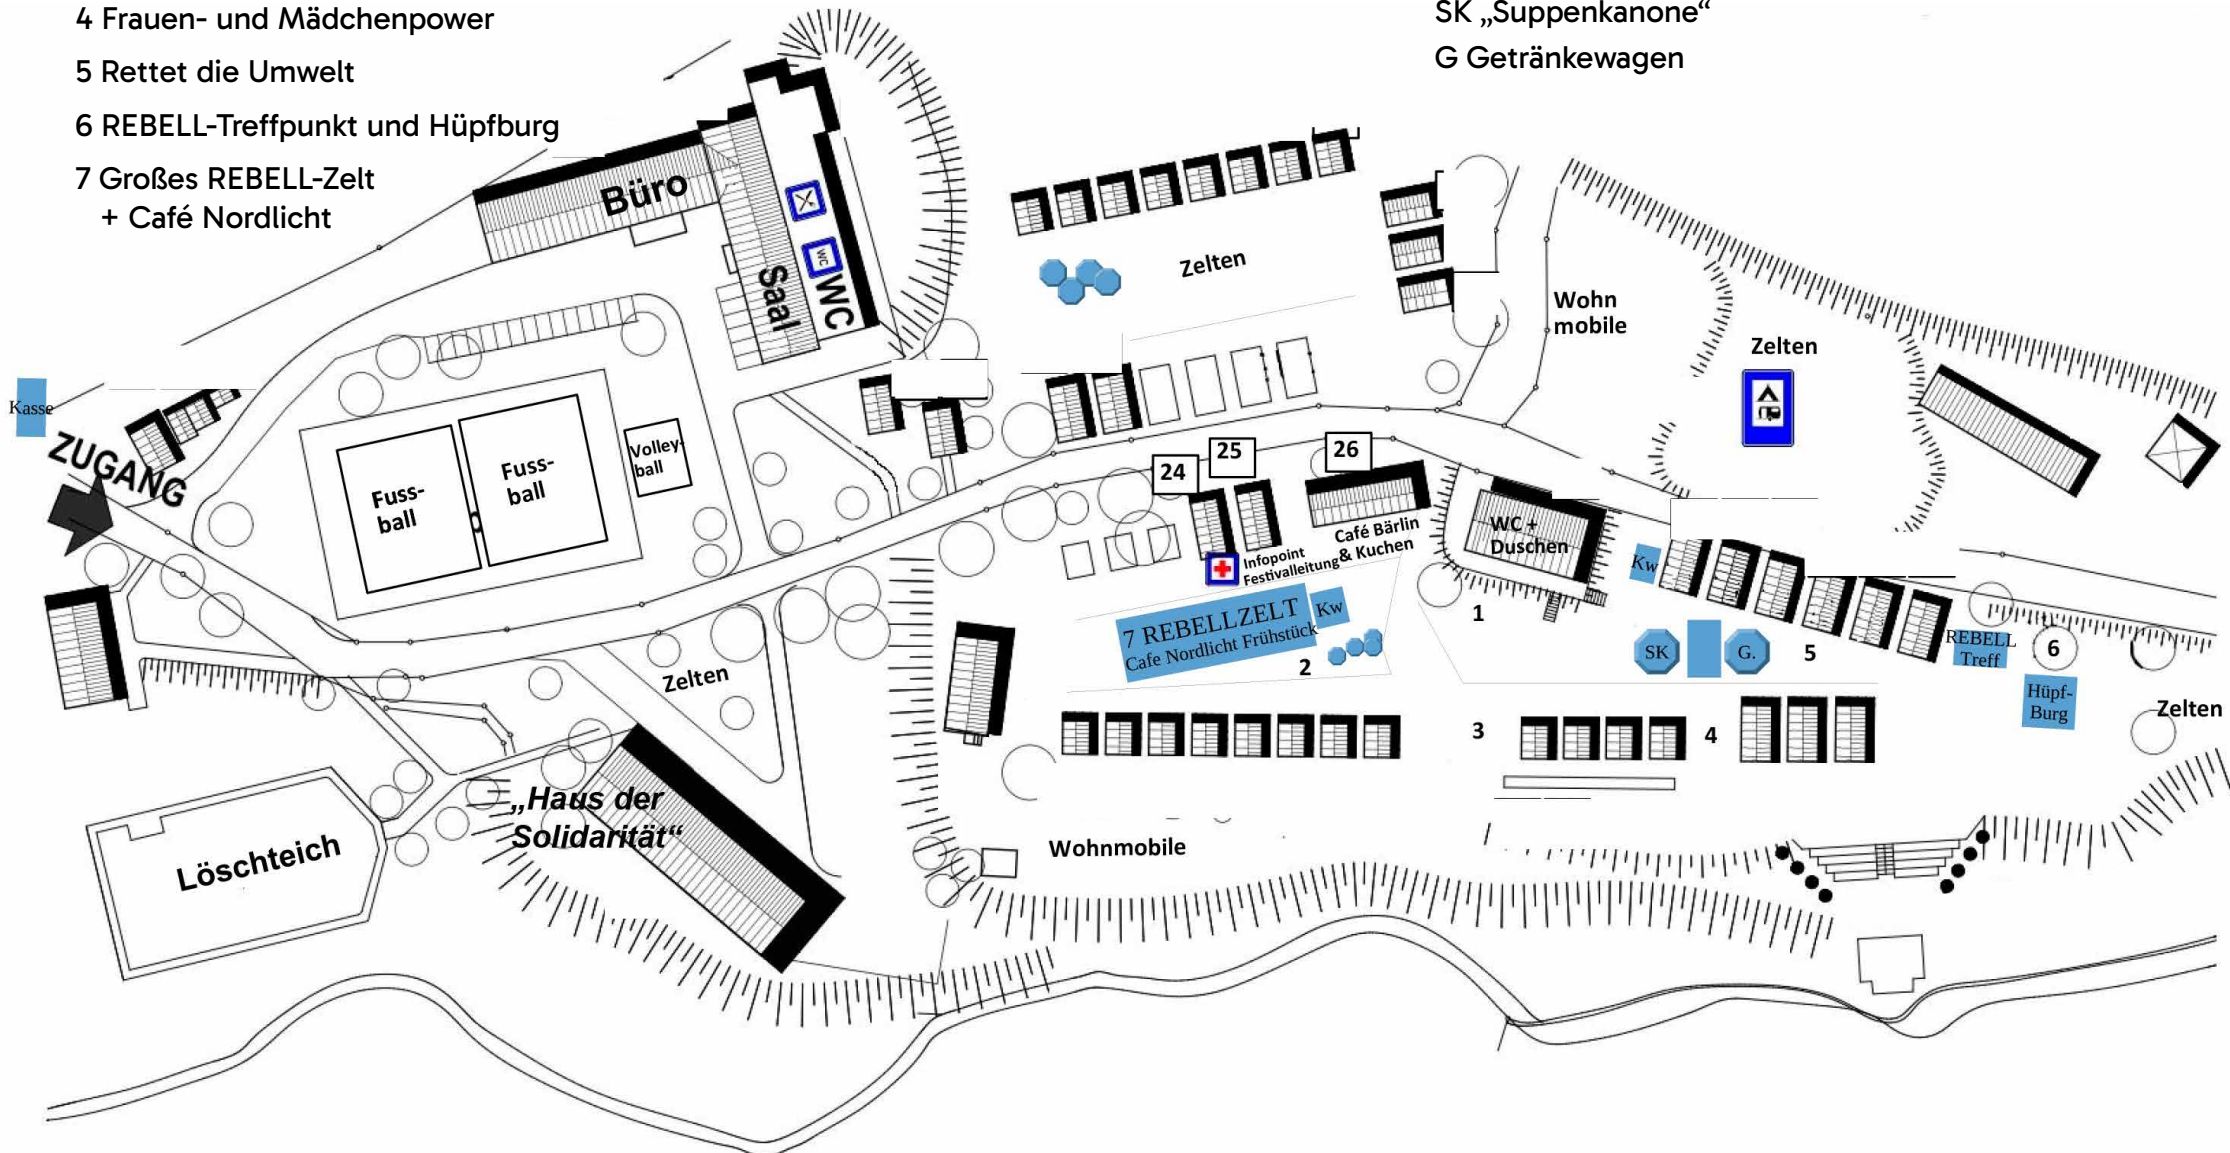 4 Frauen- und Mädchenpower
5 Rettet die Umwelt
6 REBELL-Treffpunkt und Hüpfburg
7 Großes REBELL-Zelt
+ Café Nordlicht
SK „Suppenkanone“
G Getränkewagen
Büro
Saal
WC
WC
Zelten
Wohn
mobile
Zelten
Kasse
ZUGANG
Fuss-
ball
Fuss-
ball
Volley-
ball
24
25
26
Café Bärlin
& Kuchen
Infopoint
Festivalleitung
WC +
Duschen
Kw
7 REBELLZELT
Cafe Nordlicht Frühstück
Kw
1
2
SK
G.
5
REBELL
Treff
6
Hüpf-
Burg
Zelten
Zelten
3
4
„Haus der
Solidarität“
Löschteich
Wohnmobile